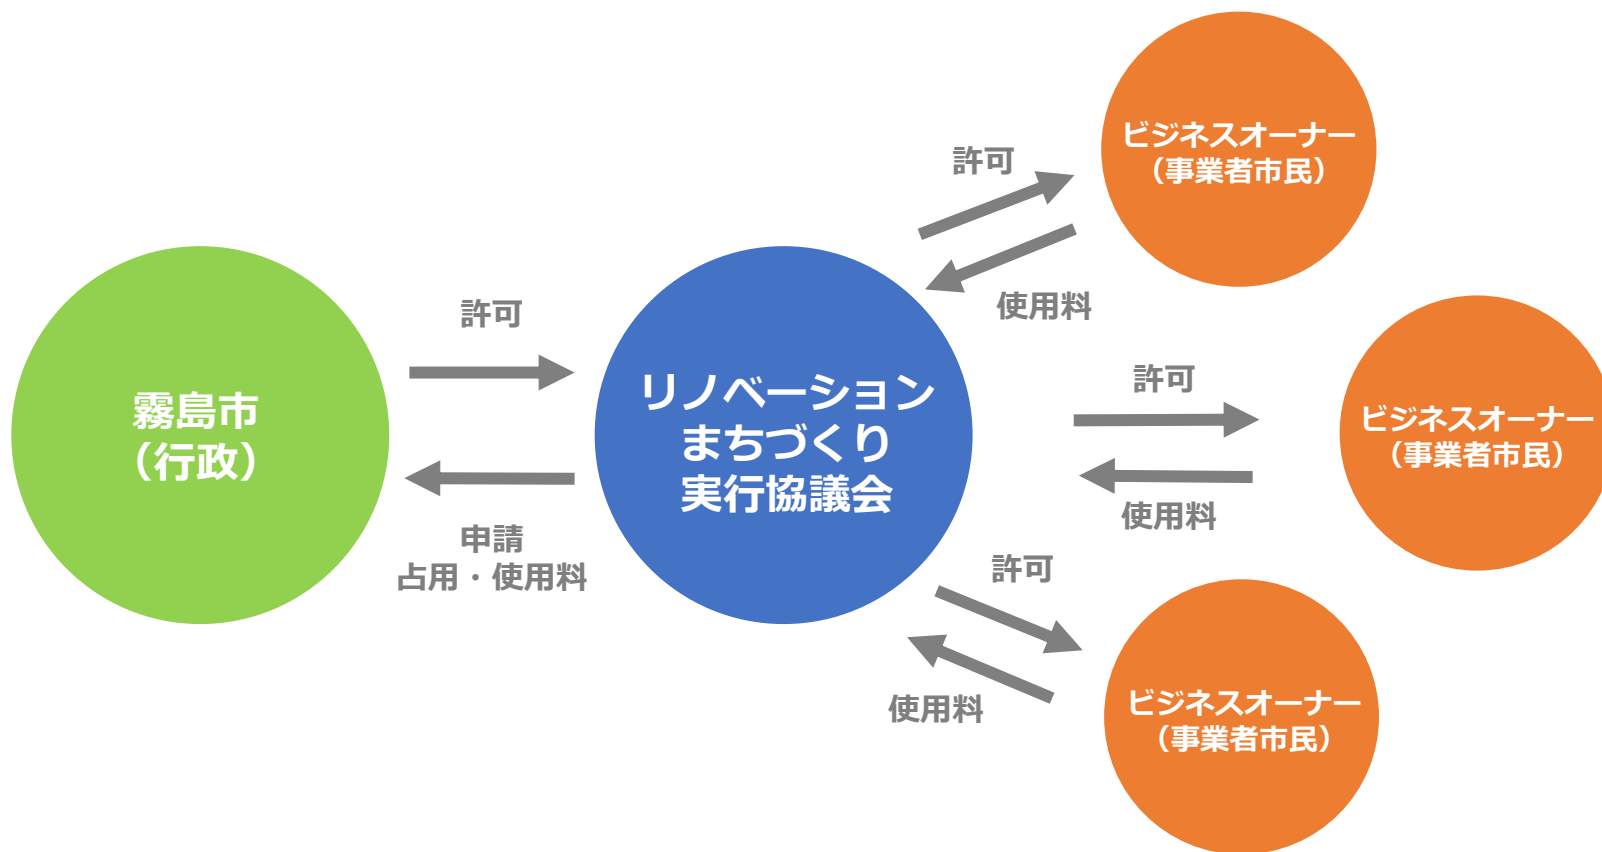 霧島市
（行政）
許可
申請
占用・使用料
リノベーション
まちづくり
実行協議会
許可
使用料
ビジネスオーナー
（事業者市民）
許可
使用料
ビジネスオーナー
（事業者市民）
許可
使用料
ビジネスオーナー
（事業者市民）